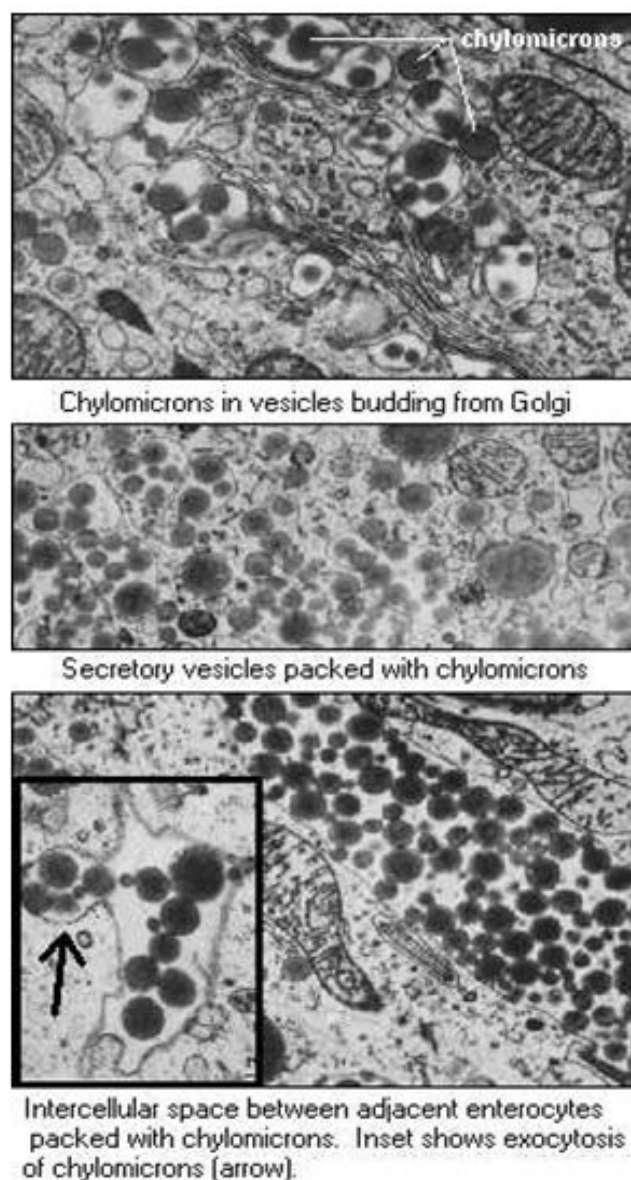 chylomicrons
Chylomicrons in vesicles budding from Golgi
Secretory vesicles packed with chylomicrons
Intercellular space between adjacent enterocytes
packed with chylomicrons. Inset shows exocytosis
of chylomicrons (arrow).